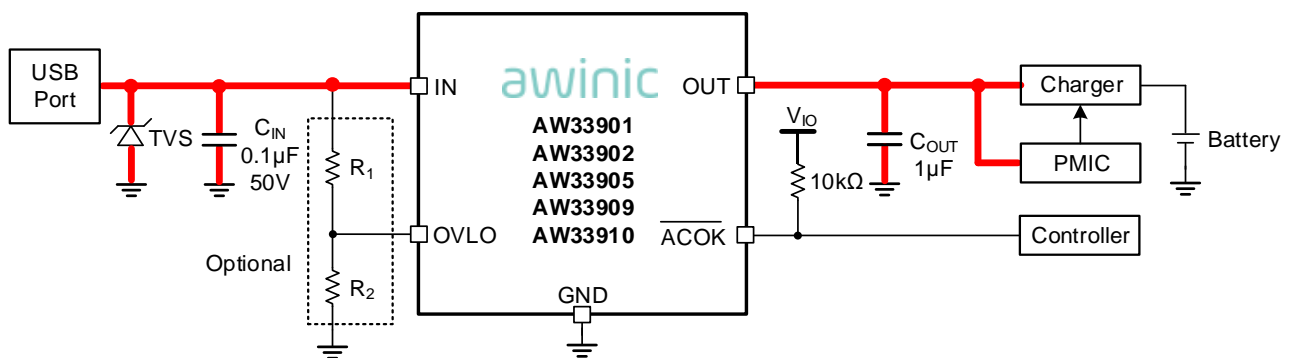 USB
Port
TVS
CIN
0.1µF
50V
Optional
R1
R2
IN
OVLO
GND
awinic
AW33901
AW33902
AW33905
AW33909
AW33910
OUT
ACOK
VIO
10kΩ
COUT
1µF
Charger
PMIC
Battery
Controller